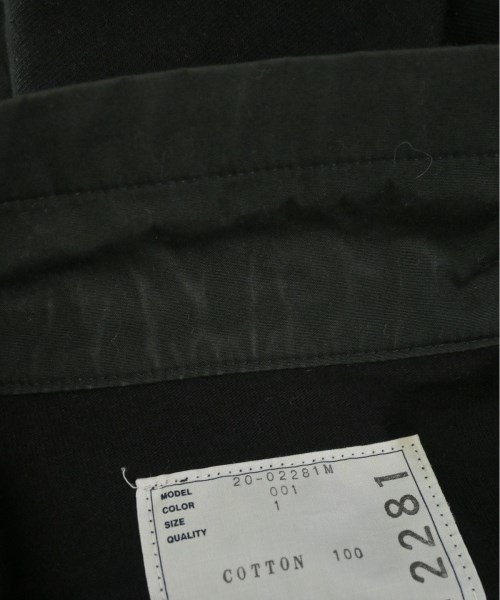 MODEL 20-02281M
COLOR 001
SIZE 1
QUALITY
COTTON 100
2281